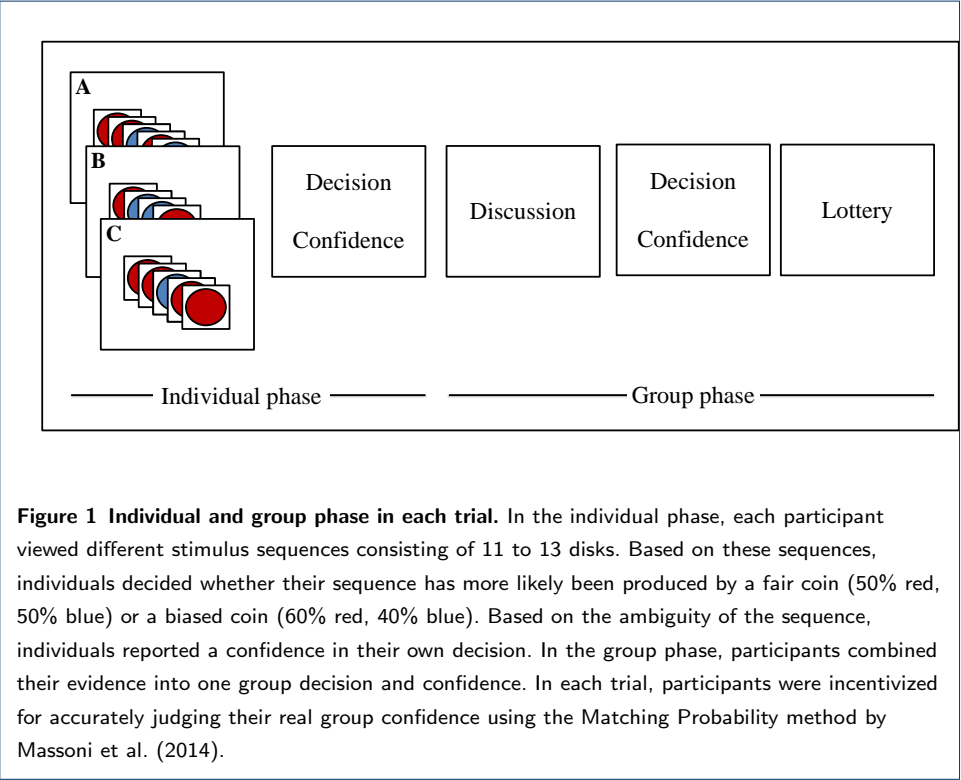 A
B
C
Decision
Confidence
Discussion
Decision
Confidence
Lottery
Individual phase
Group phase
Figure 1 Individual and group phase in each trial. In the individual phase, each participant
viewed different stimulus sequences consisting of 11 to 13 disks. Based on these sequences,
individuals decided whether their sequence has more likely been produced by a fair coin (50% red,
50% blue) or a biased coin (60% red, 40% blue). Based on the ambiguity of the sequence,
individuals reported a confidence in their own decision. In the group phase, participants combined
their evidence into one group decision and confidence. In each trial, participants were incentivized
for accurately judging their real group confidence using the Matching Probability method by
Massoni et al. (2014).